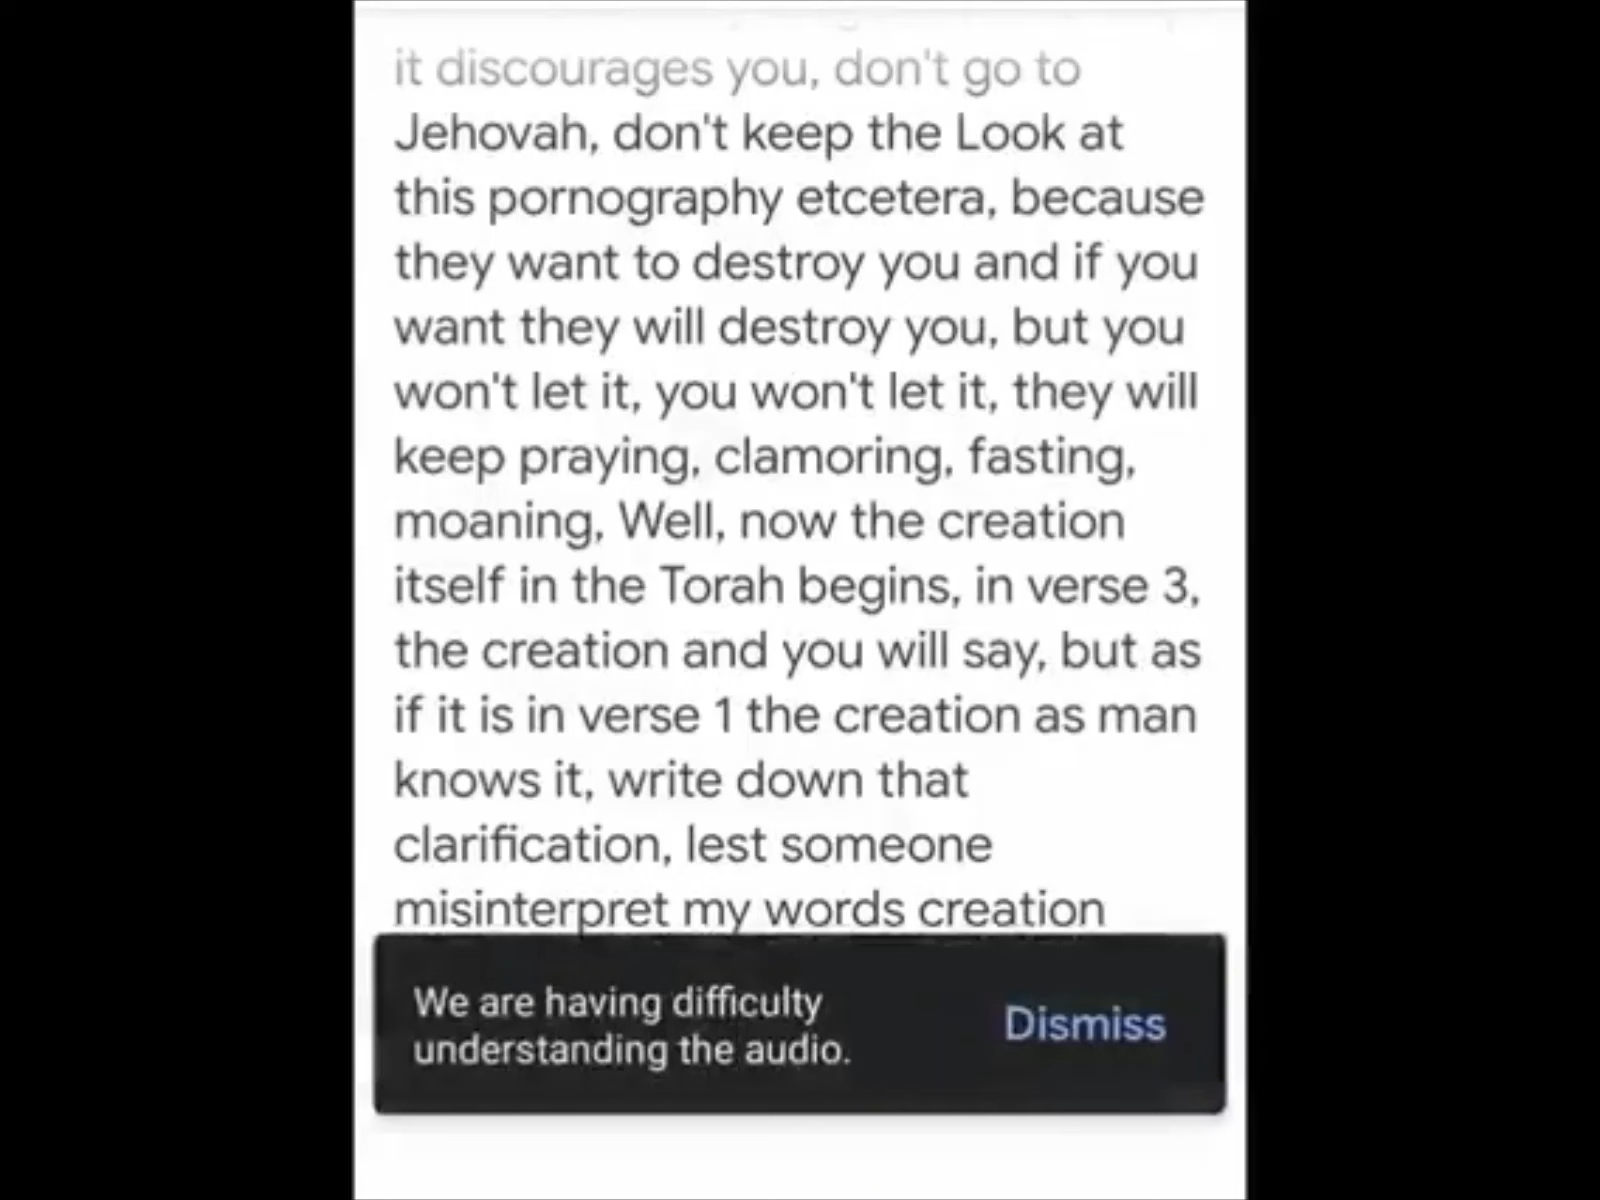 it discourages you, don't go to
Jehovah, don't keep the Look at
this pornography etcetera, because
they want to destroy you and if you
want they will destroy you, but you
won't let it, you won't let it, they will
keep praying, clamoring, fasting,
moaning, Well, now the creation
itself in the Torah begins, in verse 3,
the creation and you will say, but as
if it is in verse 1 the creation as man
knows it, write down that
clarification, lest someone
misinterpret my words creation
We are having difficulty
understanding the audio.
Dismiss